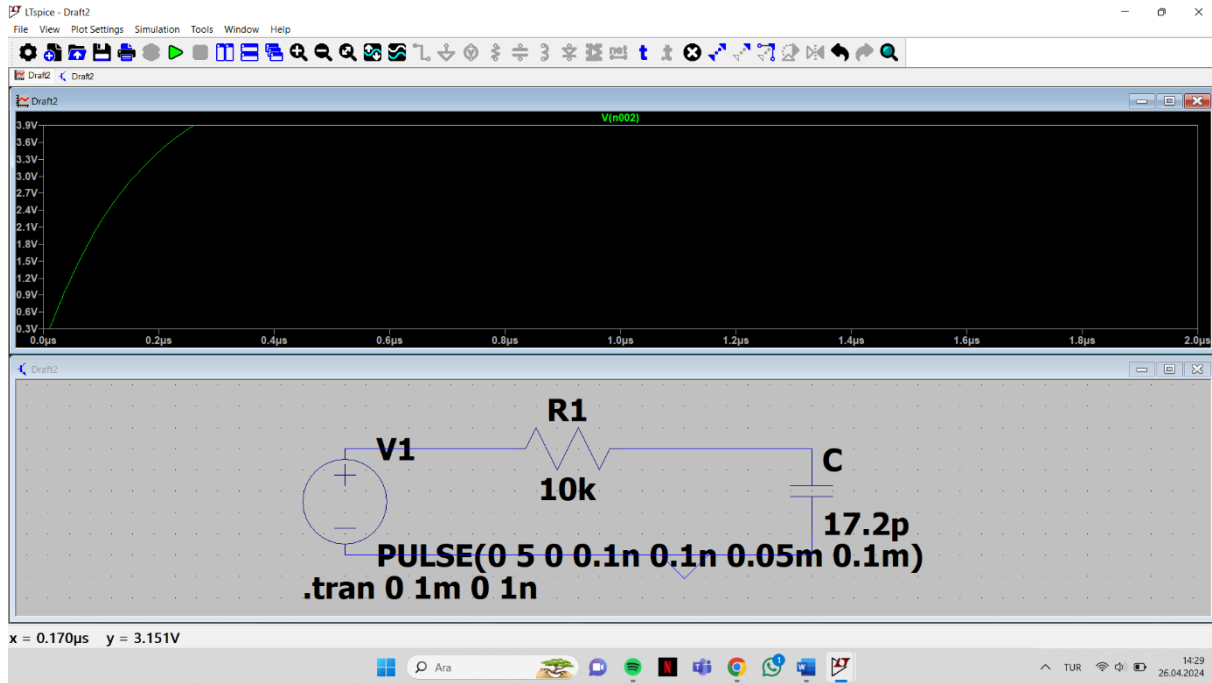 LTspice - Draft2
File View Plot Settings Simulation Tools Window Help
Draft2 Draft2
Draft2
V(n002)
3.9V
3.6V
3.3V
3.0V
2.7V
2.4V
2.1V
1.8V
1.5V
1.2V
0.9V
0.6V
0.3V
0.0µs 0.2µs 0.4µs 0.6µs 0.8µs 1.0µs 1.2µs 1.4µs 1.6µs 1.8µs 2.0µs
Draft2
R1
V1
C
10k
17.2p
PULSE(0 5 0 0.1n 0.1n 0.05m 0.1m)
.tran 0 1m 0 1n
x = 0.170µs y = 3.151V
Ara
1
TUR
14:29
26.04.2024